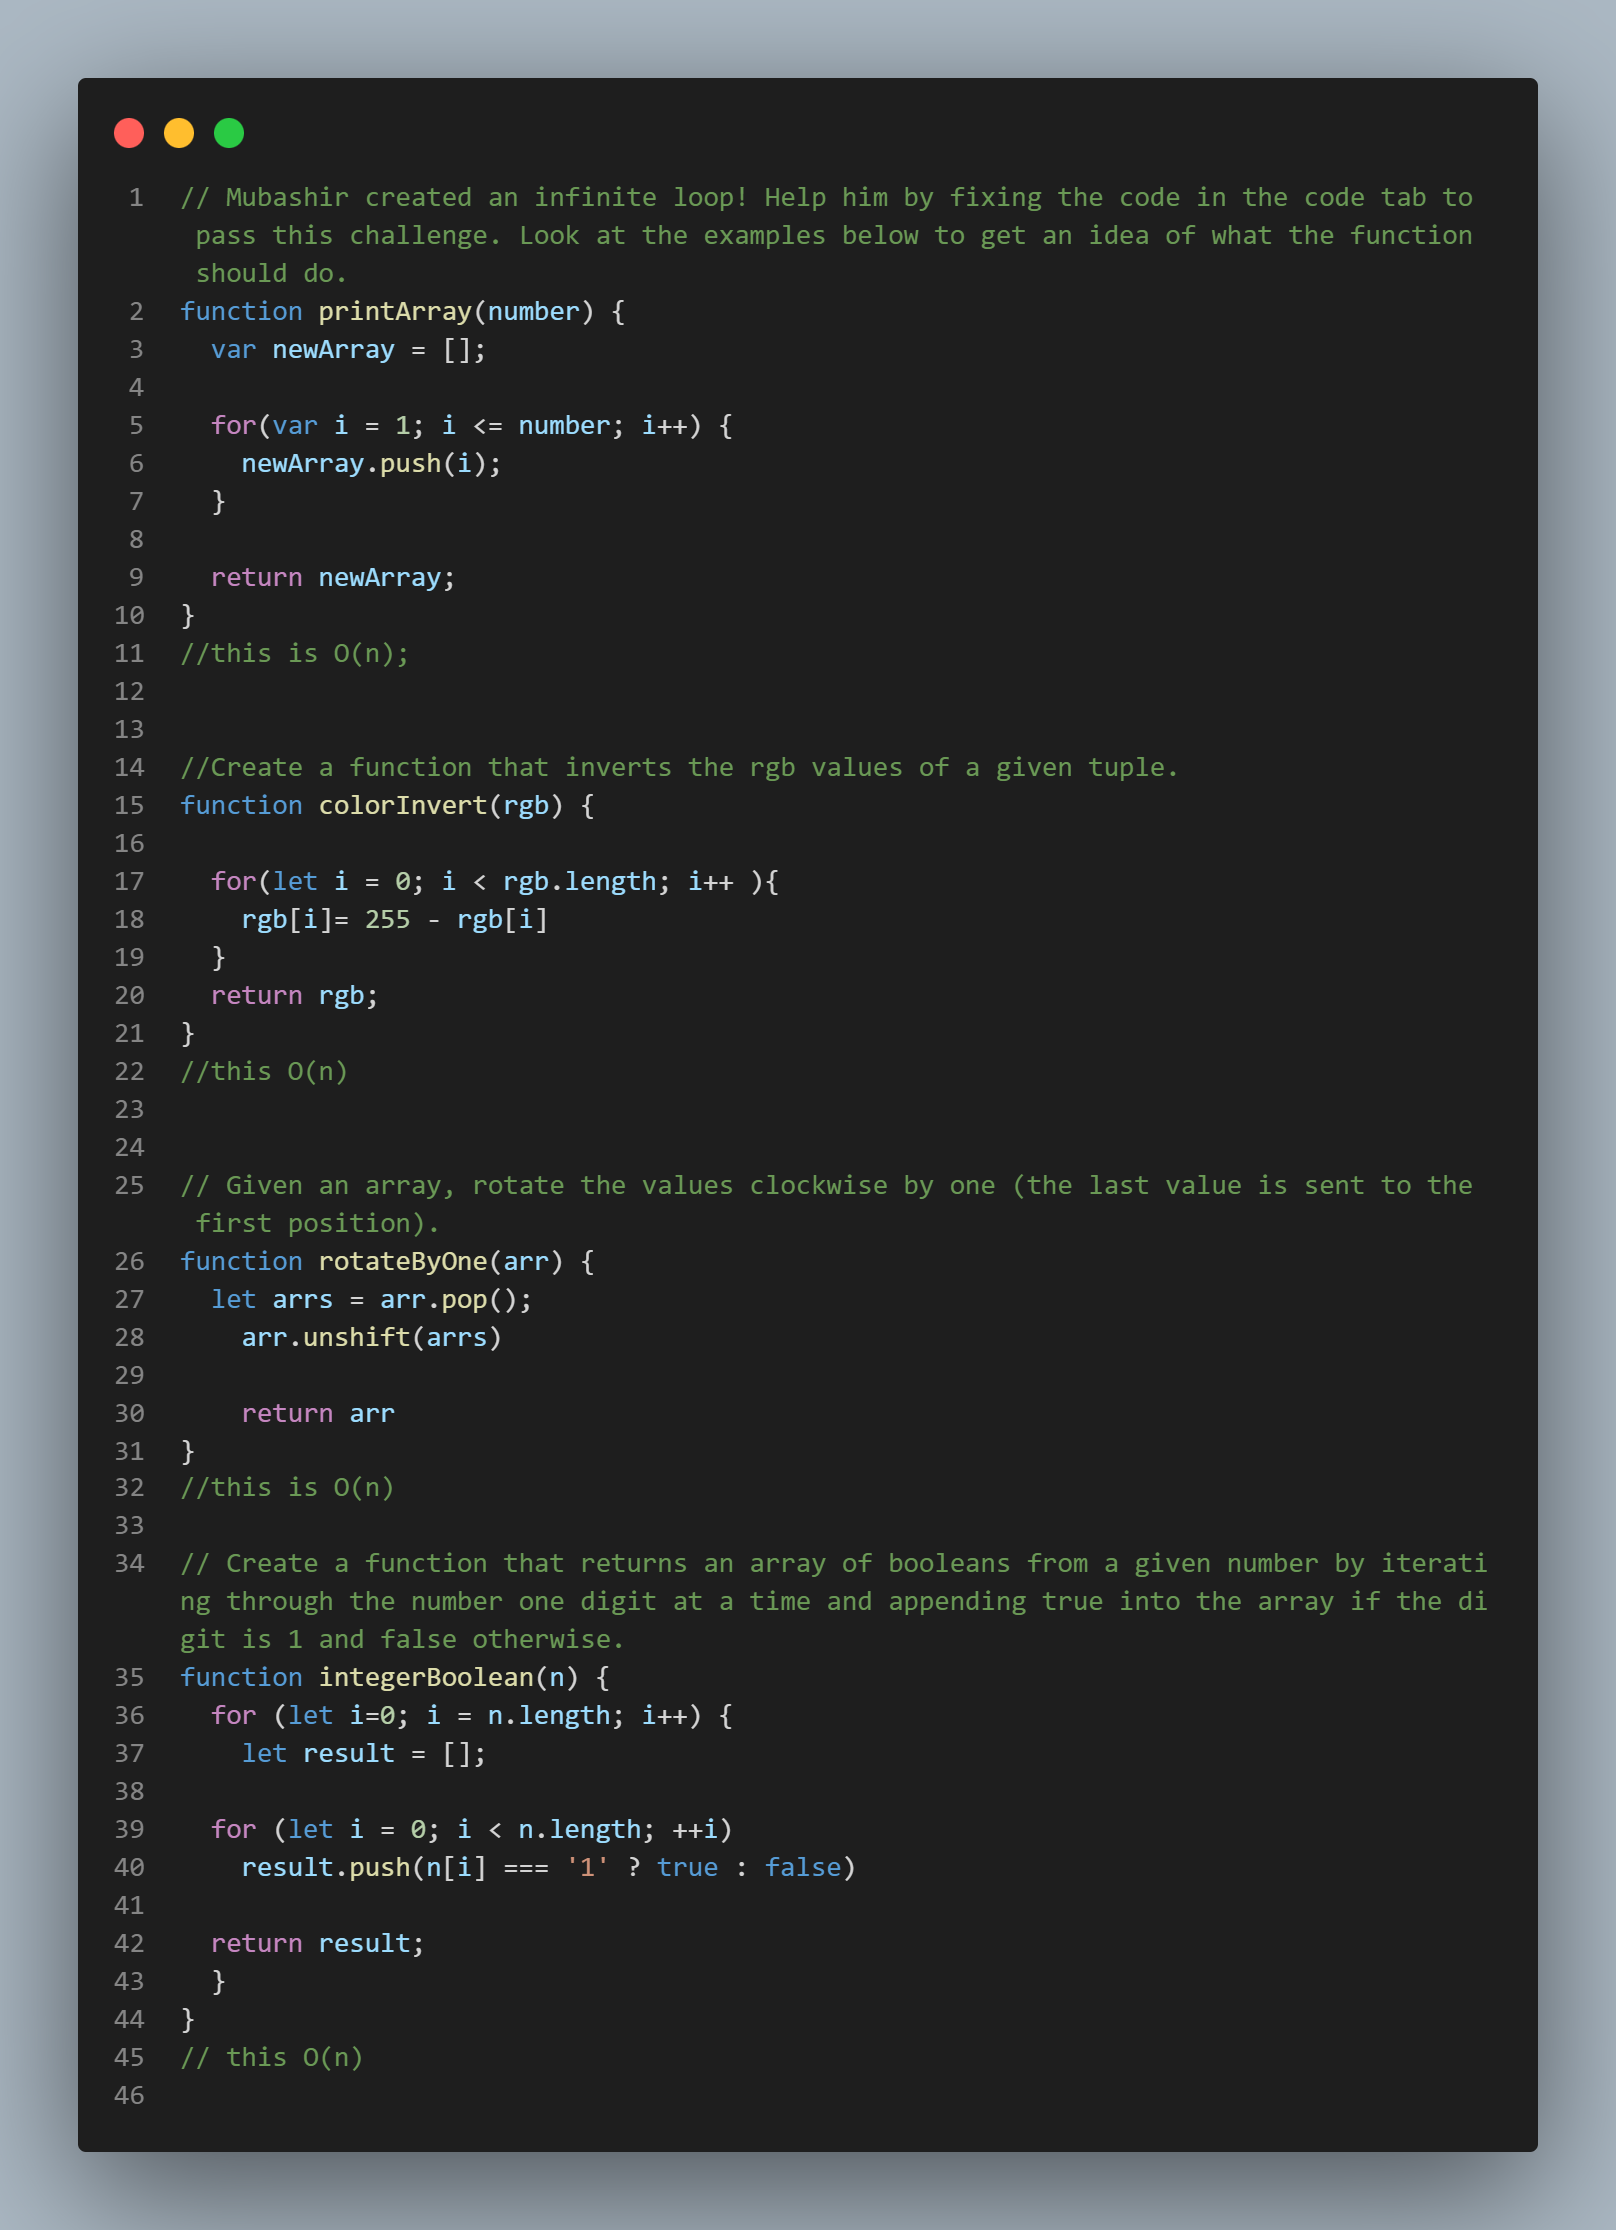 1 // Mubashir created an infinite loop! Help him by fixing the code in the code tab to
pass this challenge. Look at the examples below to get an idea of what the function
should do.
2 function printArray(number) {
3   var newArray = [];
4
5   for(var i = 1; i <= number; i++) {
6     newArray.push(i);
7   }
8
9   return newArray;
10 }
11 //this is O(n);
12
13
14 //Create a function that inverts the rgb values of a given tuple.
15 function colorInvert(rgb) {
16
17   for(let i = 0; i < rgb.length; i++ ){
18     rgb[i]= 255 - rgb[i]
19   }
20   return rgb;
21 }
22 //this O(n)
23
24
25 // Given an array, rotate the values clockwise by one (the last value is sent to the
first position).
26 function rotateByOne(arr) {
27   let arrs = arr.pop();
28     arr.unshift(arrs)
29
30     return arr
31 }
32 //this is O(n)
33
34 // Create a function that returns an array of booleans from a given number by iterati
ng through the number one digit at a time and appending true into the array if the di
git is 1 and false otherwise.
35 function integerBoolean(n) {
36   for (let i=0; i = n.length; i++) {
37     let result = [];
38
39   for (let i = 0; i < n.length; ++i)
40     result.push(n[i] === '1' ? true : false)
41
42   return result;
43   }
44 }
45 // this O(n)
46